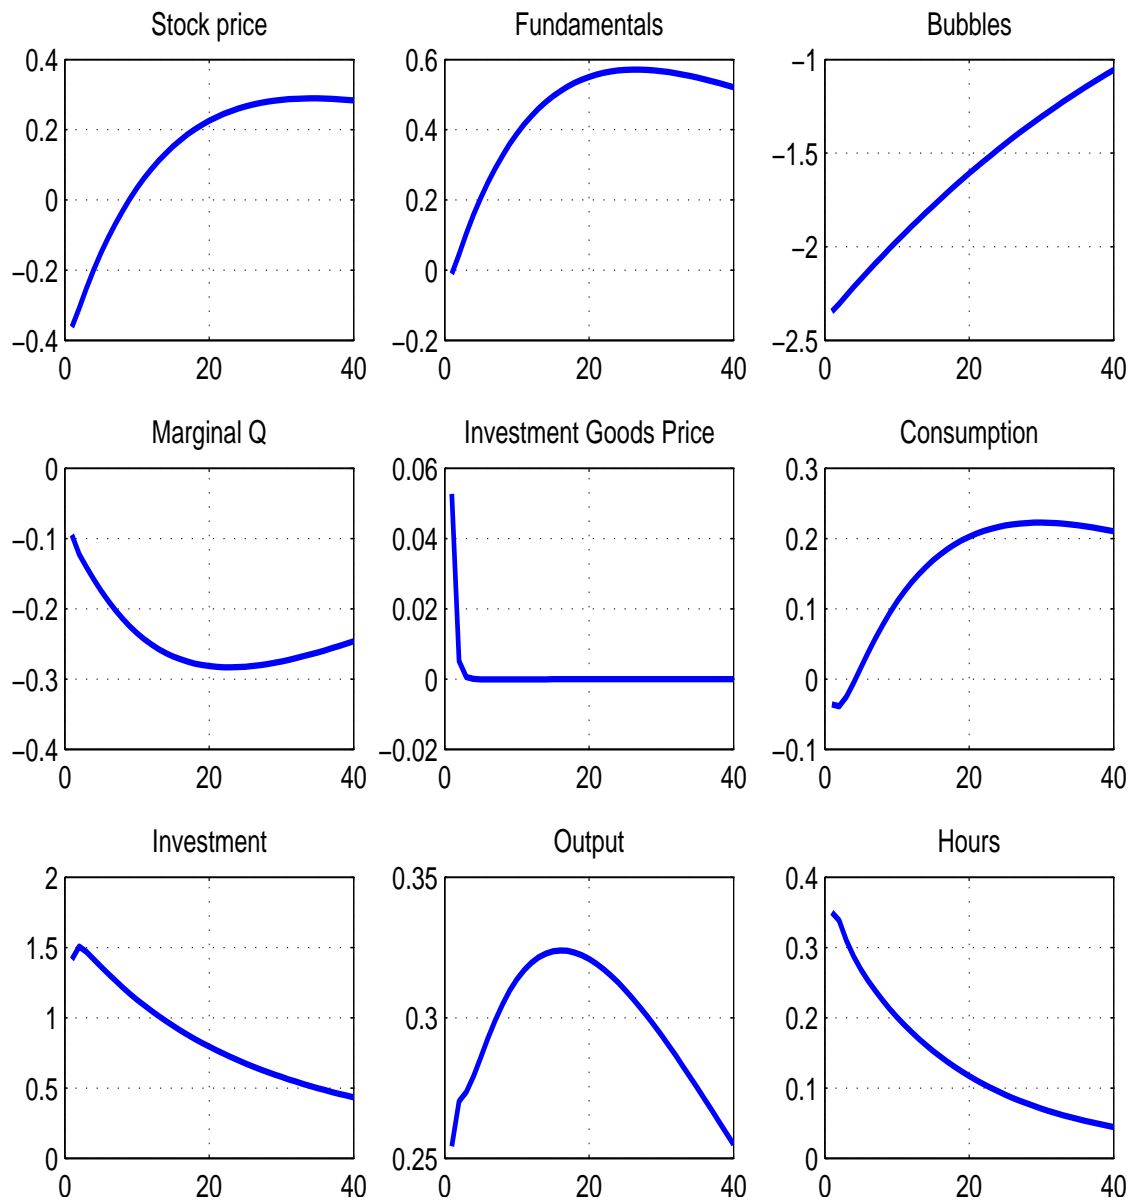 Stock price Fundamentals Bubbles
0.4 0.6 −1
0.2 0.4 −1.5
0 0.2 −2
−0.2 0
−0.4 −0.2 −2.5
0 20 40 0 20 40 0 20 40
Marginal Q Investment Goods Price Consumption
0 0.06 0.3
−0.1 0.04 0.2
−0.2 0.02 0.1
−0.3 0 0
−0.4 −0.02 −0.1
0 20 40 0 20 40 0 20 40
Investment Output Hours
2 0.35 0.4
1.5 0.3
1 0.3 0.2
0.5 0.1
0 0.25 0
0 20 40 0 20 40 0 20 40